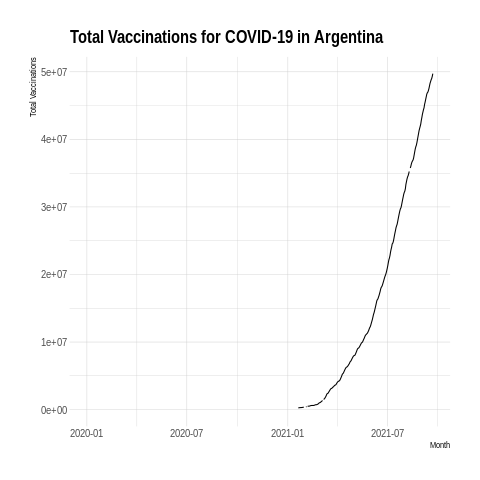 Total Vaccinations for COVID-19 in Argentina
Total Vaccinations
5e+07
4e+07
3e+07
2e+07
1e+07
0e+00
2020-01 2020-07 2021-01 2021-07
Month